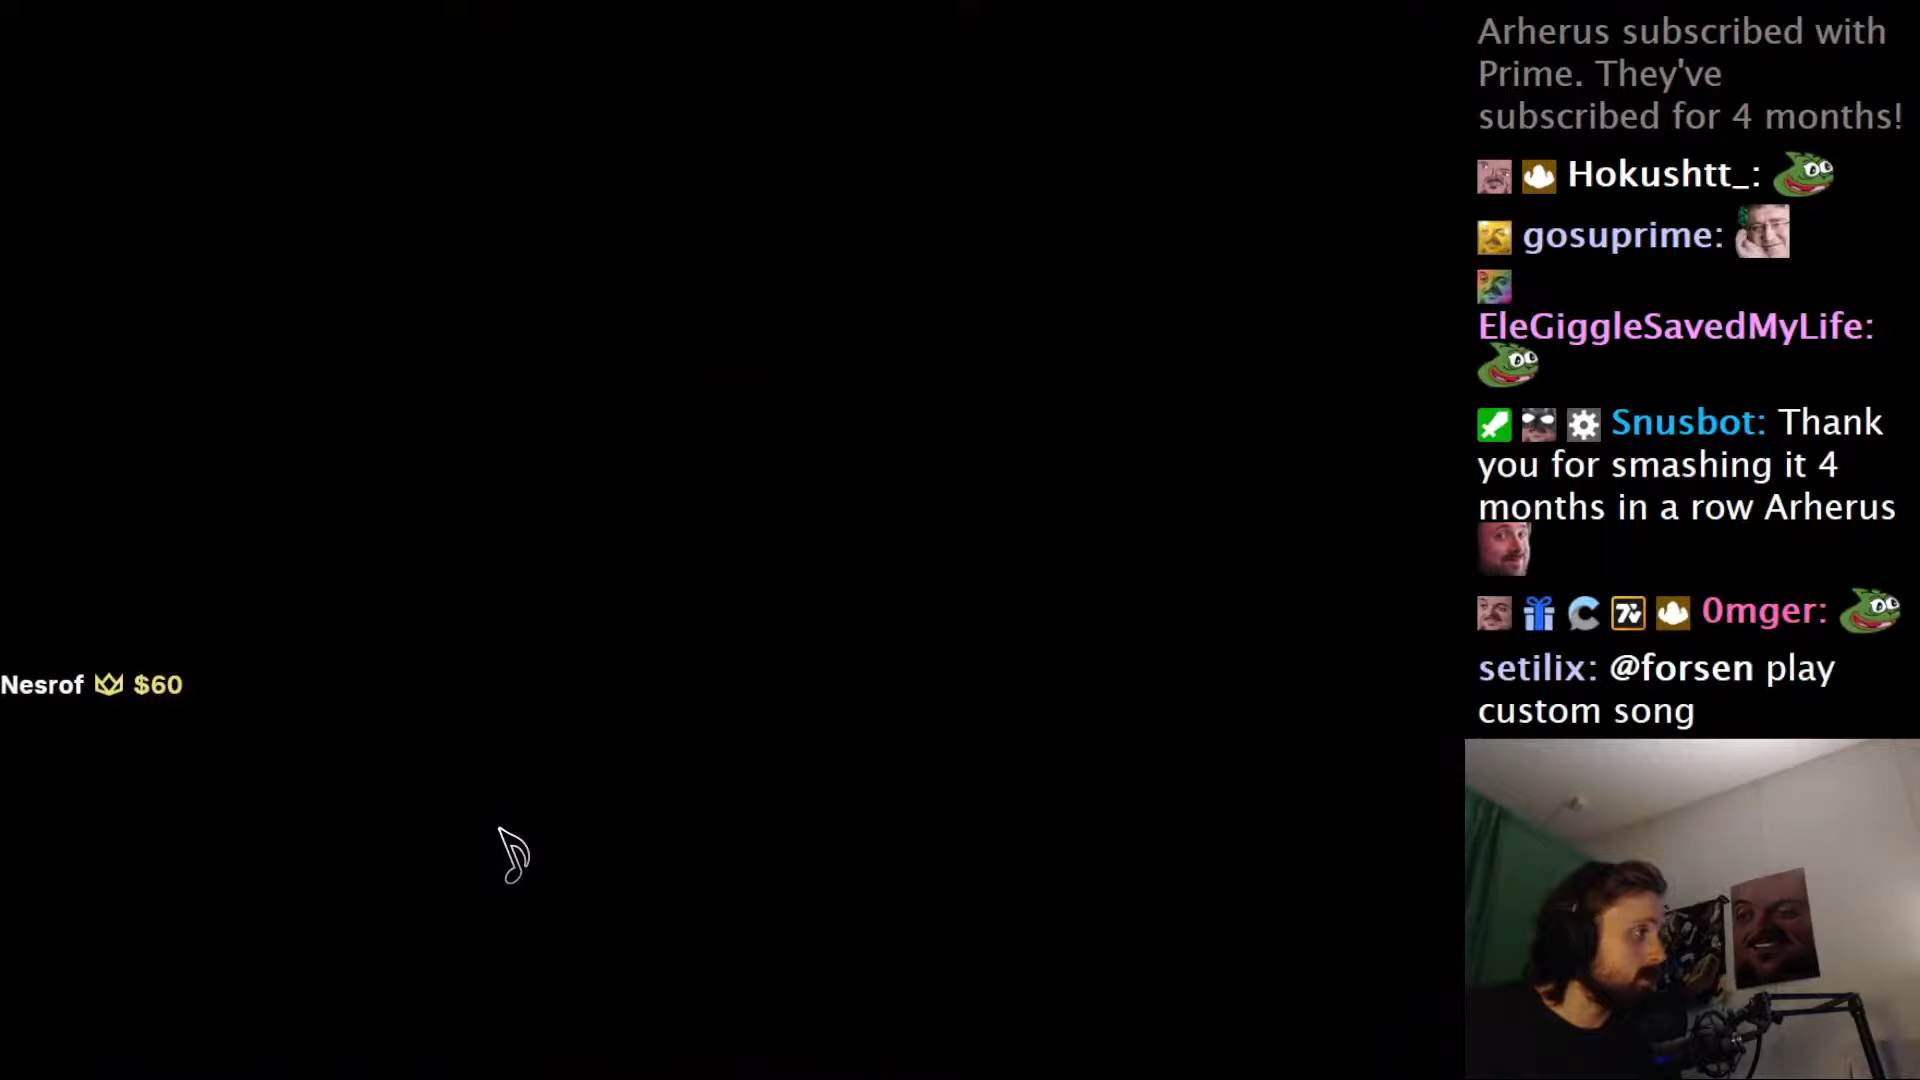 Arherus subscribed with
Prime. They've
subscribed for 4 months!
Hokushtt_:
gosuprime:
EleGiggleSavedMyLife:
Snusbot: Thank
you for smashing it 4
months in a row Arherus
7V 0mger:
setilix: @forsen play
custom song
Nesrof $60